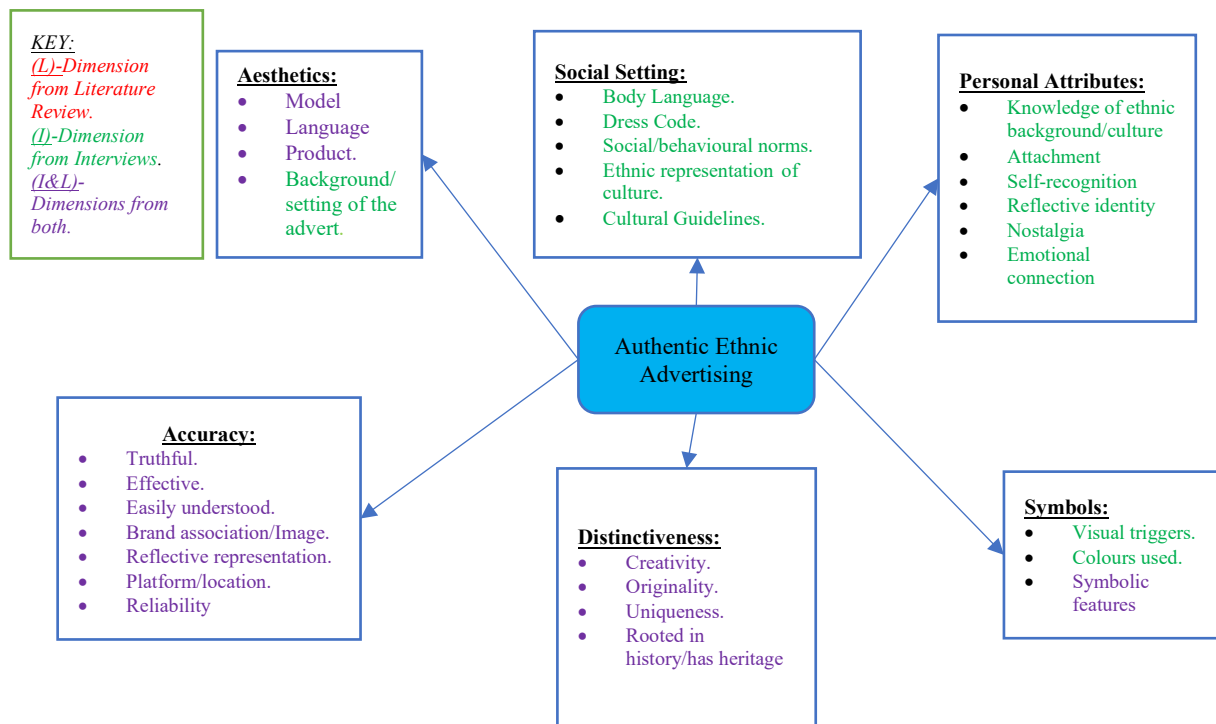 KEY:
(L)-Dimension
from Literature
Review.
(I)-Dimension
from Interviews.
(I&L)-
Dimensions from
both.
Aesthetics:
• Model
• Language
• Product.
• Background/
setting of the
advert.
Social Setting:
• Body Language.
• Dress Code.
• Social/behavioural norms.
• Ethnic representation of
culture.
• Cultural Guidelines.
Personal Attributes:
• Knowledge of ethnic
background/culture
• Attachment
• Self-recognition
• Reflective identity
• Nostalgia
• Emotional
connection
Authentic Ethnic
Advertising
Accuracy:
• Truthful.
• Effective.
• Easily understood.
• Brand association/Image.
• Reflective representation.
• Platform/location.
• Reliability
Distinctiveness:
• Creativity.
• Originality.
• Uniqueness.
• Rooted in
history/has heritage
Symbols:
• Visual triggers.
• Colours used.
• Symbolic
features